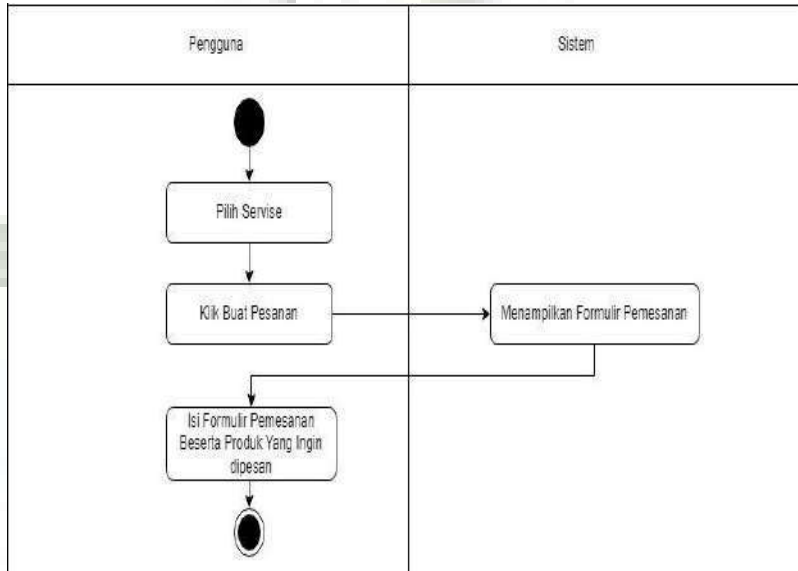 Pengguna
Sistem
Pilih Servise
Klik Buat Pesanan
Menampilkan Formulir Pemesanan
Isi Formulir Pemesanan
Beserta Produk Yang Ingin
dipesan